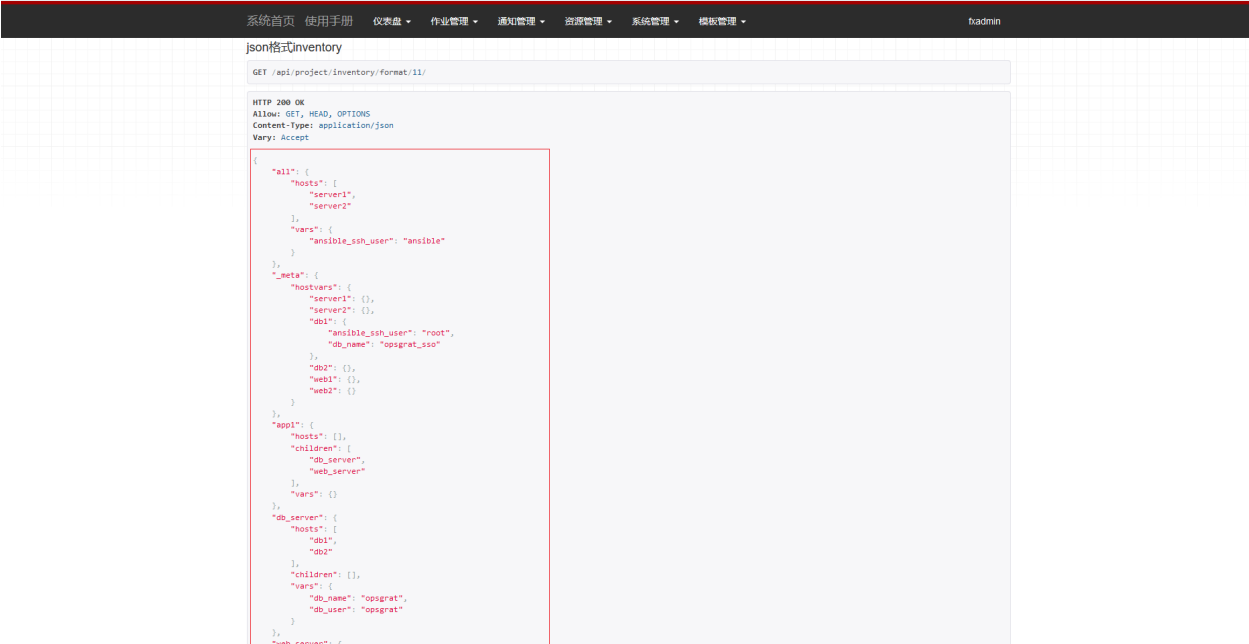 系统首页 使用手册 仪表盘 作业管理 通知管理 资源管理 系统管理 模板管理 fxadmin
json格式inventory
GET /api/project/inventory/format/11/
HTTP 200 OK
Allow: GET, HEAD, OPTIONS
Content-Type: application/json
Vary: Accept
{
"all": {
"hosts": [
"server1",
"server2"
],
"vars": {
"ansible_ssh_user": "ansible"
}
},
"_meta": {
"hostvars": {
"server1": {},
"server2": {},
"db1": {
"ansible_ssh_user": "root",
"db_name": "opsgrat_sso"
},
"db2": {},
"web1": {},
"web2": {}
}
},
"app1": {
"hosts": [],
"children": [
"db_server",
"web_server"
],
"vars": {}
},
"db_server": {
"hosts": [
"db1",
"db2"
],
"children": [],
"vars": {
"db_name": "opsgrat",
"db_user": "opsgrat"
}
},
"web_server": {